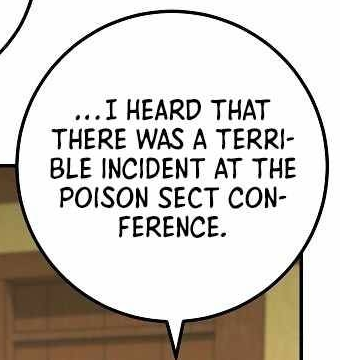 ...I HEARD THAT
THERE WAS A TERRI-
BLE INCIDENT AT THE
POISON SECT CON-
FERENCE.